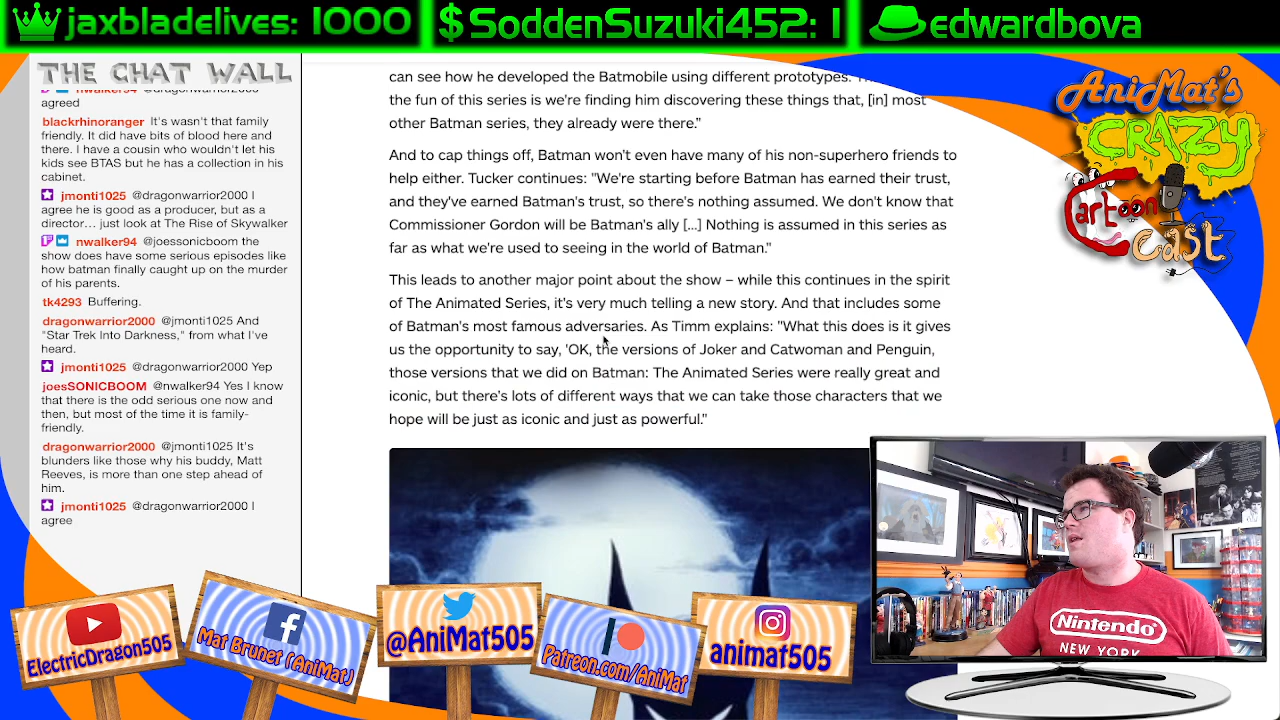 jaxbladelives: 1000
$ SoddenSuzuki452: 1
edwardbova
THE CHAT WALL
nwalker94 @dragonwarrior2000
agreed
blackrhinoranger It's wasn't that family
friendly. It did have bits of blood here and
there. I have a cousin who wouldn't let his
kids see BTAS but he has a collection in his
cabinet.
jmonti1025 @dragonwarrior2000 I
agree he is good as a producer, but as a
director… just look at The Rise of Skywalker
nwalker94 @joessonicboom the
show does have some serious episodes like
how batman finally caught up on the murder
of his parents.
tk4293 Buffering.
dragonwarrior2000 @jmonti1025 And
"Star Trek Into Darkness," from what I've
heard.
jmonti1025 @dragonwarrior2000 Yep
joesSONICBOOM @nwalker94 Yes I know
that there is the odd serious one now and
then, but most of the time it is family-
friendly.
dragonwarrior2000 @jmonti1025 It's
blunders like those why his buddy, Matt
Reeves, is more than one step ahead of
him.
jmonti1025 @dragonwarrior2000 I
agree
can see how he developed the Batmobile using different prototypes.
the fun of this series is we're finding him discovering these things that, [in] most
other Batman series, they already were there."
And to cap things off, Batman won't even have many of his non-superhero friends to
help either. Tucker continues: "We're starting before Batman has earned their trust,
and they've earned Batman's trust, so there's nothing assumed. We don't know that
Commissioner Gordon will be Batman's ally [...] Nothing is assumed in this series as
far as what we're used to seeing in the world of Batman."
This leads to another major point about the show – while this continues in the spirit
of The Animated Series, it's very much telling a new story. And that includes some
of Batman's most famous adversaries. As Timm explains: "What this does is it gives
us the opportunity to say, 'OK, the versions of Joker and Catwoman and Penguin,
those versions that we did on Batman: The Animated Series were really great and
iconic, but there's lots of different ways that we can take those characters that we
hope will be just as iconic and just as powerful."
AniMat's
CRAZY
Cartoon
Cast
Nintendo
NEW YORK
ElectricDragon505
Mat Brunet (AniMat)
@AniMat505
Patreon.com/AniMat
animat505